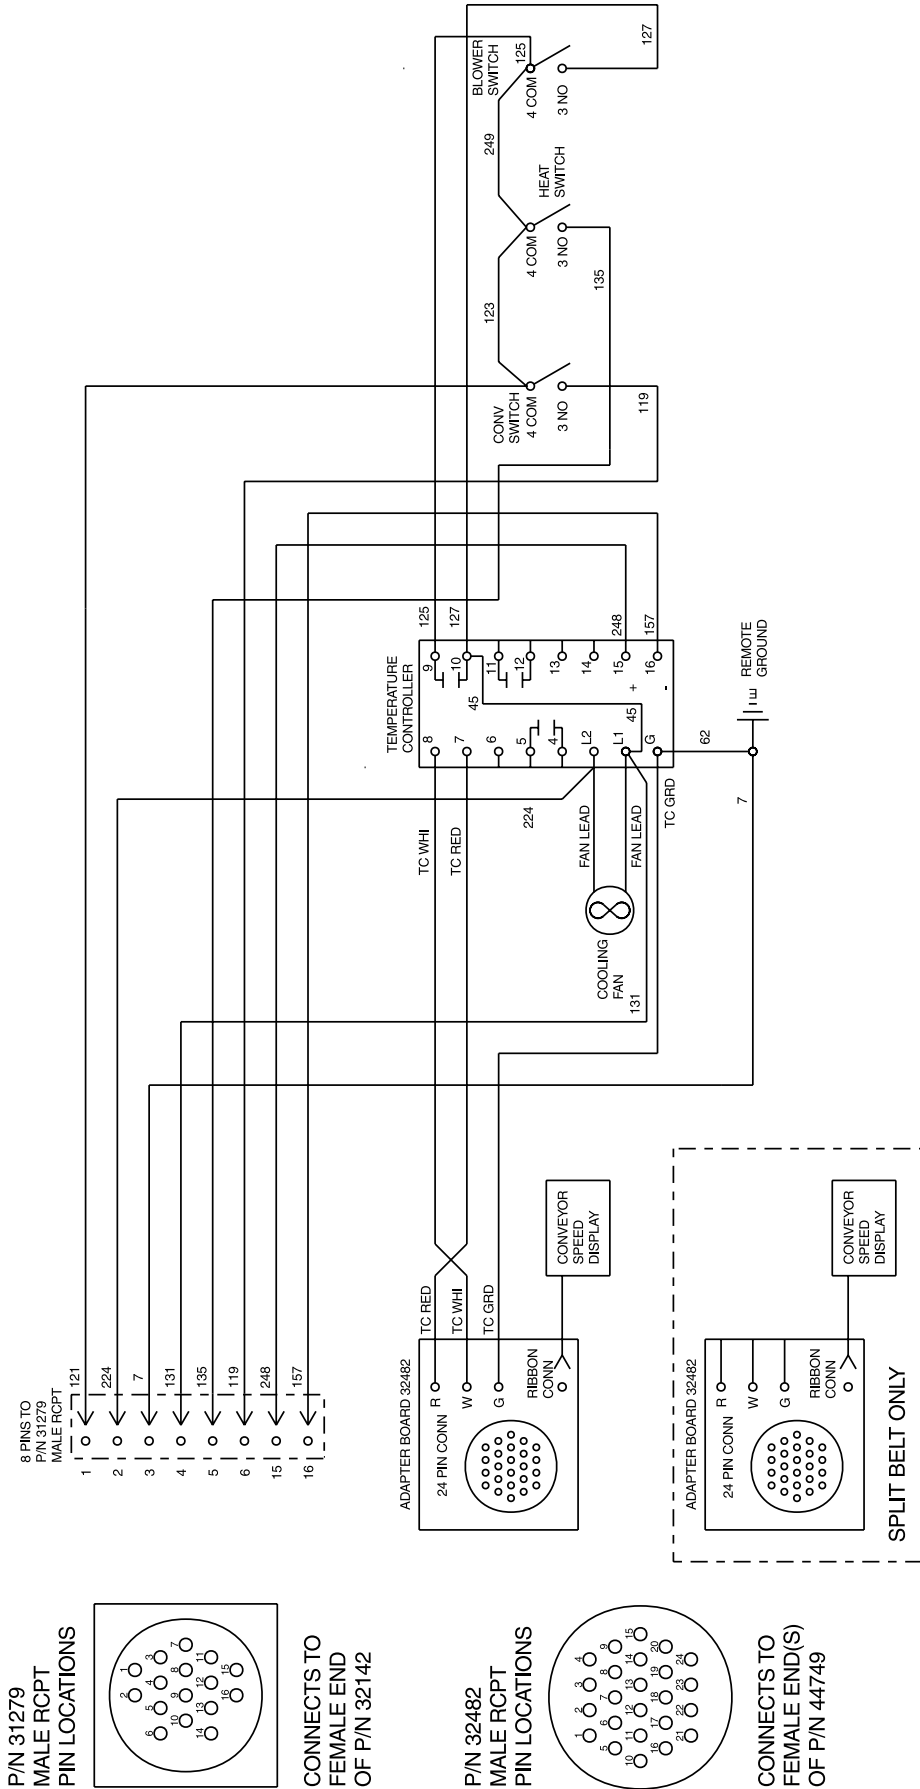 P/N 31279
MALE RCPT
PIN LOCATIONS
1
2
3
4
5
6
7
8
9
10
11
12
13
14
15
16
CONNECTS TO
FEMALE END
OF P/N 32142
P/N 32482
MALE RCPT
PIN LOCATIONS
1
2
3
4
5
6
7
8
9
10
11
12
13
14
15
16
17
18
19
20
21
22
23
24
CONNECTS TO
FEMALE END(S)
OF P/N 44749
8 PINS TO
P/N 31279
MALE RCPT
1
2
3
4
5
6
15
16
121
224
7
131
135
119
248
157
ADAPTER BOARD 32482
24 PIN CONN
R
W
G
RIBBON
CONN
TC RED
TC WHI
TC GRD
CONVEYOR
SPEED
DISPLAY
ADAPTER BOARD 32482
24 PIN CONN
R
W
G
RIBBON
CONN
CONVEYOR
SPEED
DISPLAY
SPLIT BELT ONLY
TC WHI
TC RED
224
FAN LEAD
FAN LEAD
COOLING
FAN
131
TC GRD
7
62
REMOTE
GROUND
E
TEMPERATURE
CONTROLLER
8
7
6
5
4
L2
L1
G
45
45
9
10
11
12
13
14
15
16
+
-
125
127
248
157
CONV
SWITCH
4 COM
3 NO
119
123
HEAT
SWITCH
4 COM
3 NO
135
249
BLOWER
SWITCH
125
4 COM
3 NO
127